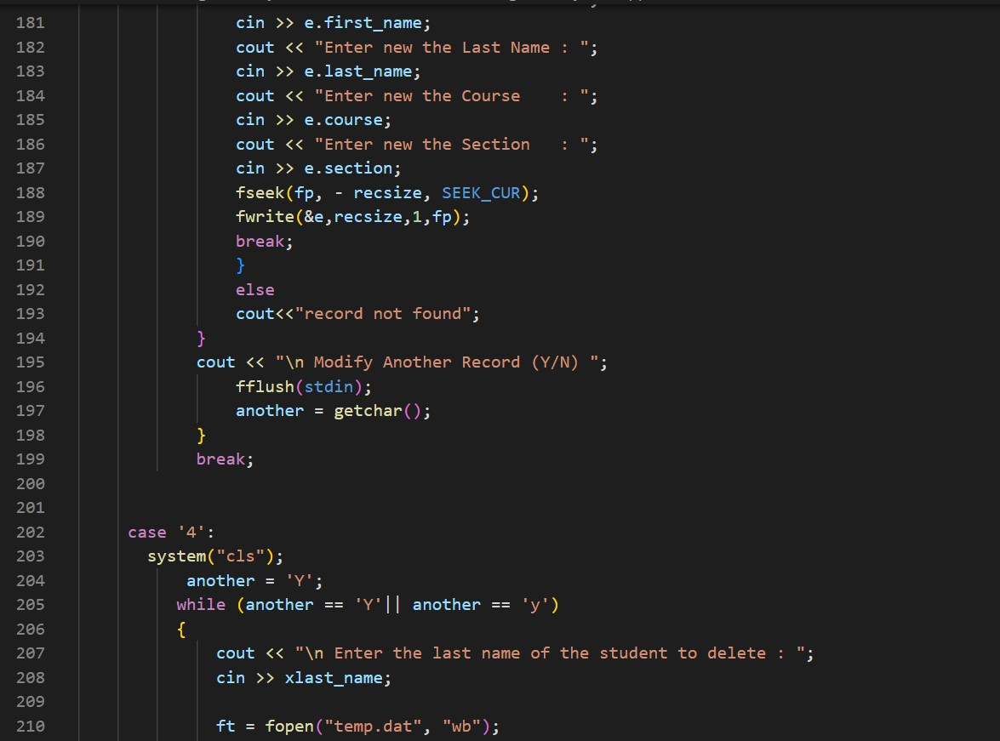 181 cin >> e.first_name;
182 cout << "Enter new the Last Name : ";
183 cin >> e.last_name;
184 cout << "Enter new the Course    : ";
185 cin >> e.course;
186 cout << "Enter new the Section   : ";
187 cin >> e.section;
188 fseek(fp, - recsize, SEEK_CUR);
189 fwrite(&e,recsize,1,fp);
190 break;
191 }
192 else
193 cout<<"record not found";
194 }
195 cout << "\n Modify Another Record (Y/N) ";
196 fflush(stdin);
197 another = getchar();
198 }
199 break;
200
201
202 case '4':
203 system("cls");
204 another = 'Y';
205 while (another == 'Y'|| another == 'y')
206 {
207 cout << "\n Enter the last name of the student to delete : ";
208 cin >> xlast_name;
209
210 ft = fopen("temp.dat", "wb");